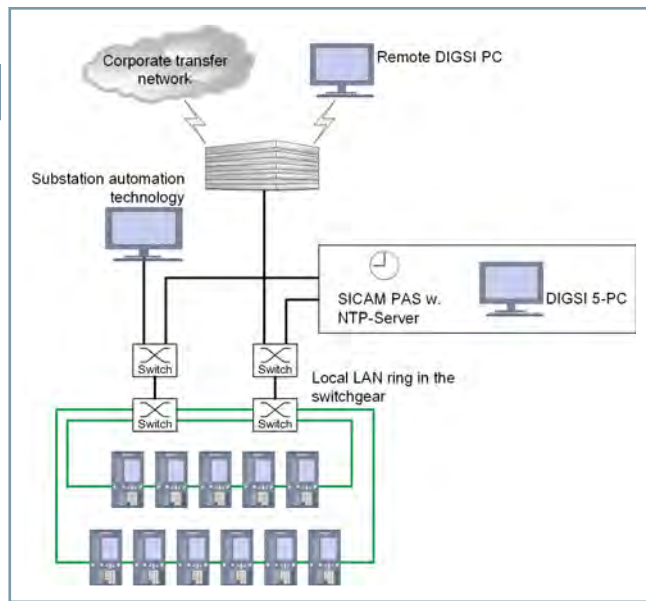 Corporate transfer
network
Remote DIGSI PC
Substation automation
technology
SICAM PAS w.
NTP-Server
DIGSI 5-PC
Switch
Switch
Local LAN ring in the
switchgear
Switch
Switch